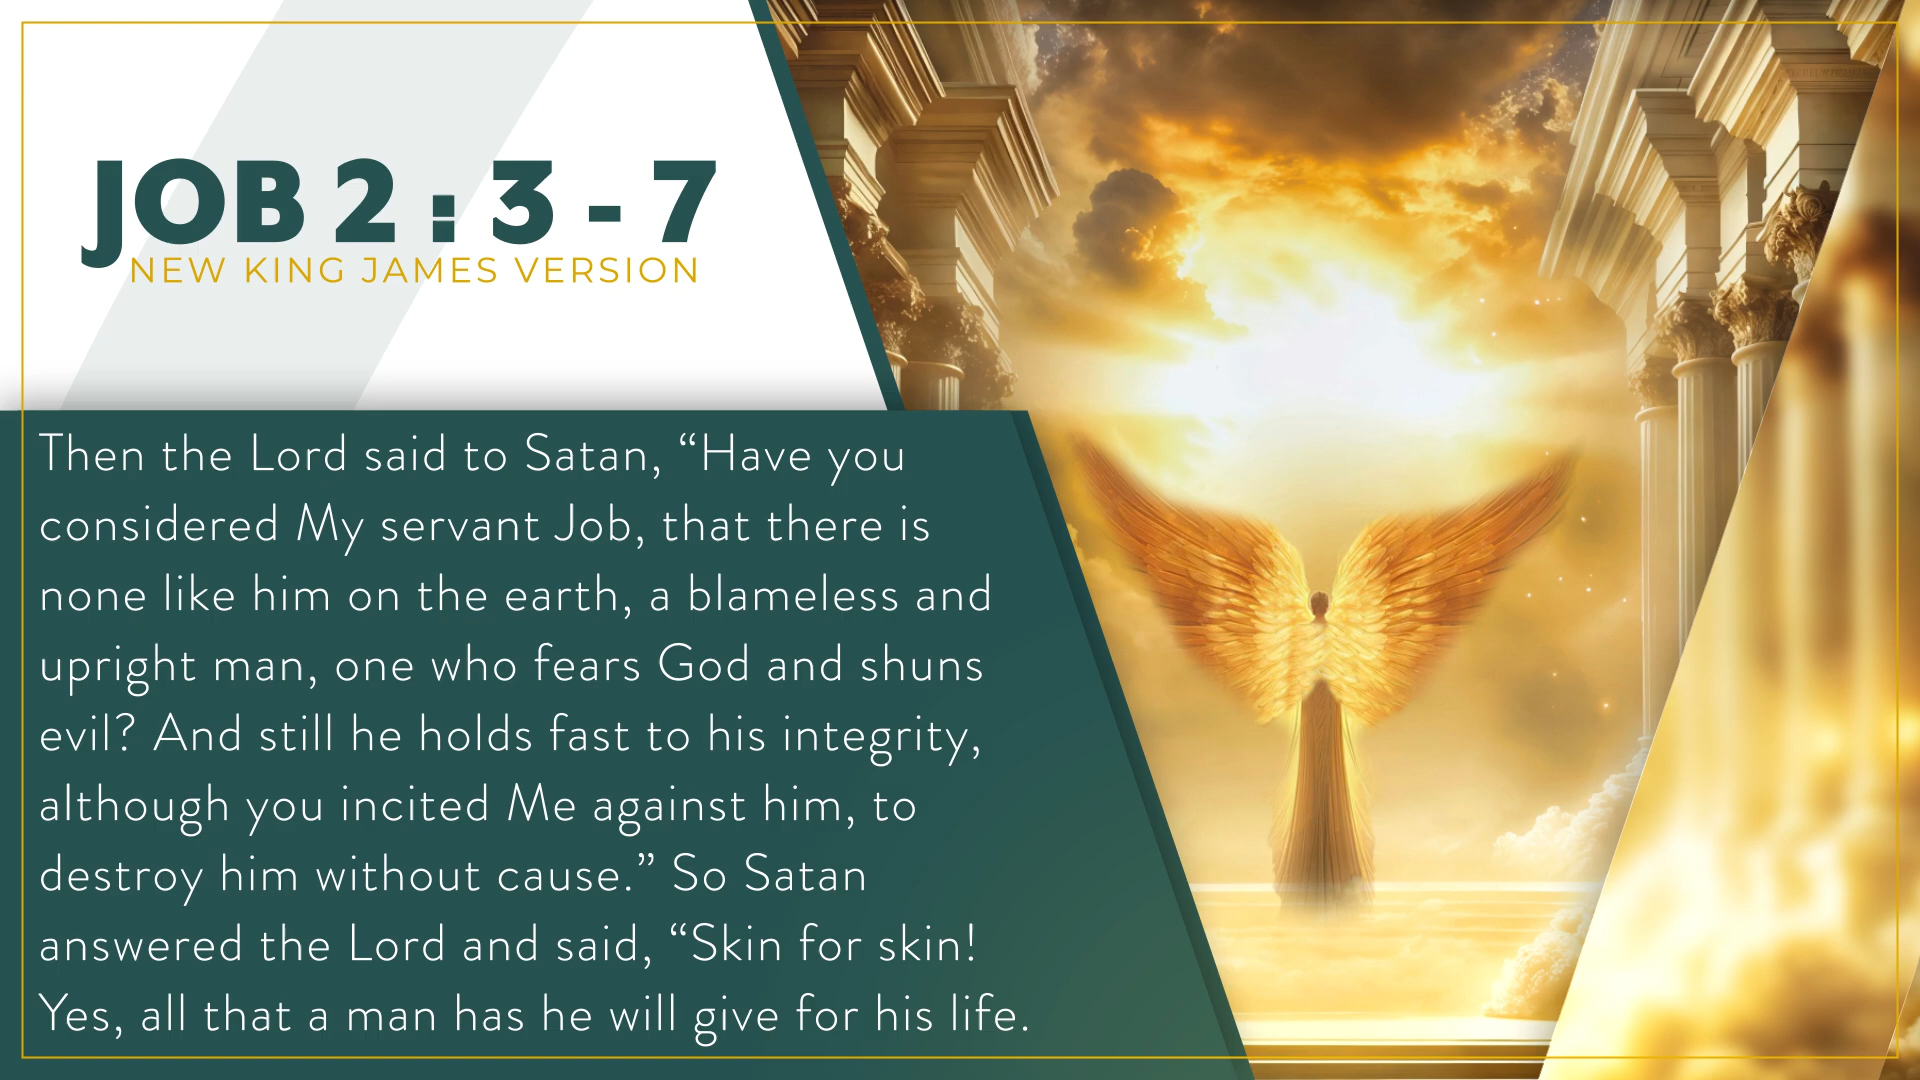 JOB 2 : 3 - 7
NEW KING JAMES VERSION
Then the Lord said to Satan, “Have you
considered My servant Job, that there is
none like him on the earth, a blameless and
upright man, one who fears God and shuns
evil? And still he holds fast to his integrity,
although you incited Me against him, to
destroy him without cause.” So Satan
answered the Lord and said, “Skin for skin!
Yes, all that a man has he will give for his life.